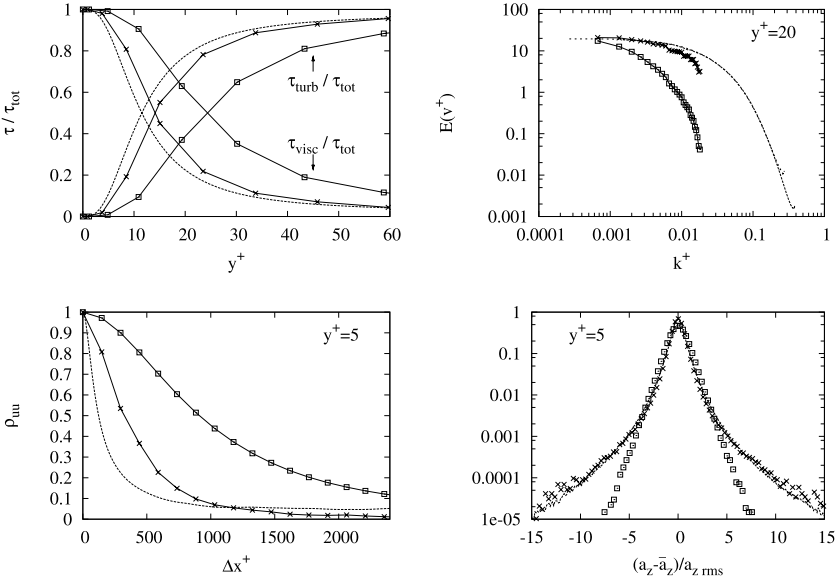 τ / τtot
1
0.8
0.6
0.4
0.2
0
τturb / τtot
τvisc / τtot
0 10 20 30 40 50 60
y+
E(v+)
100
10
1
0.1
0.01
0.001
y+=20
0.0001 0.001 0.01 0.1 1
k+
ρuu
1
0.9
0.8
0.7
0.6
0.5
0.4
0.3
0.2
0.1
0
y+=5
0 500 1000 1500 2000
Δx+
1
0.1
0.01
0.001
0.0001
1e-05
y+=5
-15 -10 -5 0 5 10 15
(az-āz)/az rms